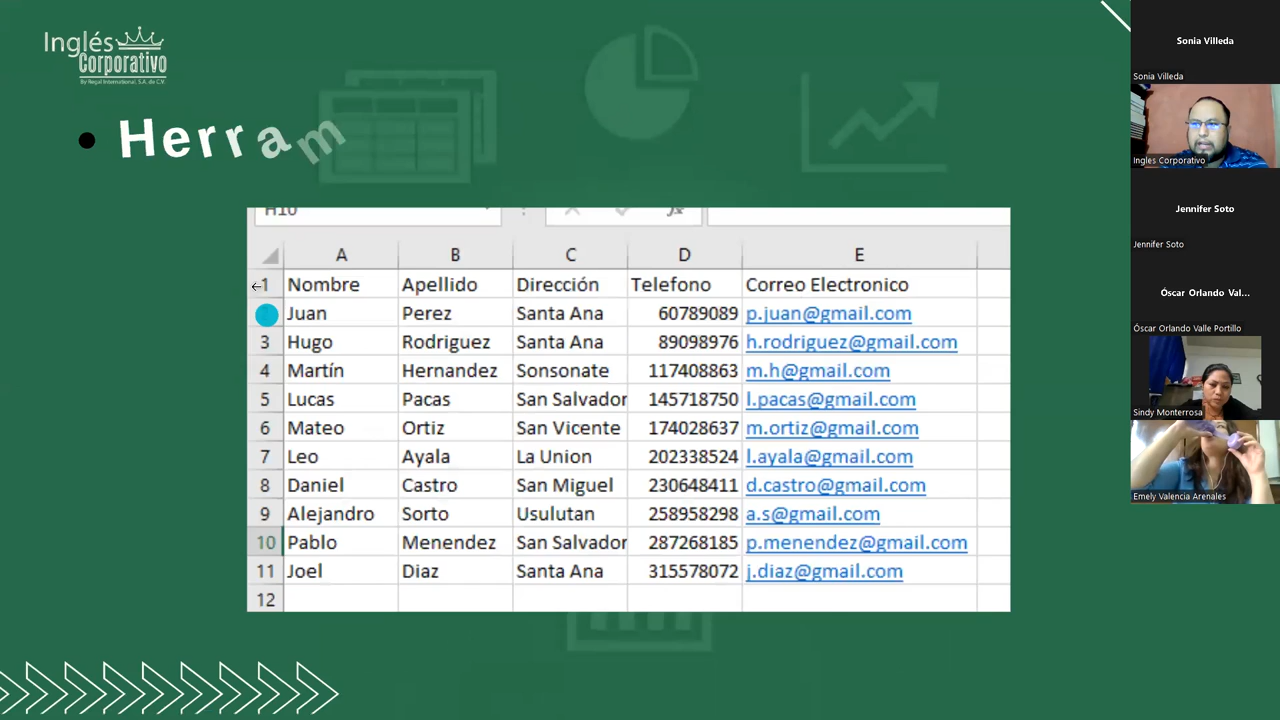 Inglés
Corporativo
By Regal International, S.A. de C.V.
Herram
H10
fx
A B C D E
1 Nombre Apellido Dirección Telefono Correo Electronico
Juan Perez Santa Ana 60789089 p.juan@gmail.com
3 Hugo Rodriguez Santa Ana 89098976 h.rodriguez@gmail.com
4 Martín Hernandez Sonsonate 117408863 m.h@gmail.com
5 Lucas Pacas San Salvador 145718750 l.pacas@gmail.com
6 Mateo Ortiz San Vicente 174028637 m.ortiz@gmail.com
7 Leo Ayala La Union 202338524 l.ayala@gmail.com
8 Daniel Castro San Miguel 230648411 d.castro@gmail.com
9 Alejandro Sorto Usulutan 258958298 a.s@gmail.com
10 Pablo Menendez San Salvador 287268185 p.menendez@gmail.com
11 Joel Diaz Santa Ana 315578072 j.diaz@gmail.com
12
Sonia Villeda
Sonia Villeda
Ingles Corporativo
Jennifer Soto
Jennifer Soto
Óscar Orlando Val...
Óscar Orlando Valle Portillo
Sindy Monterrosa
Emely Valencia Arenales